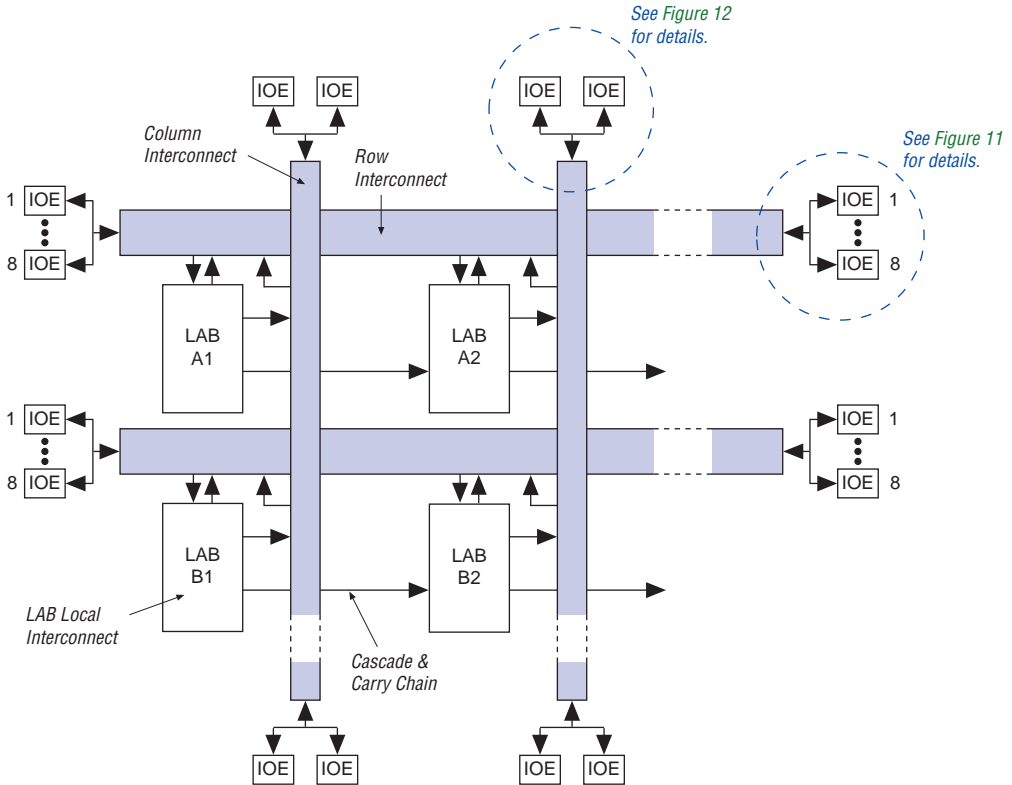 See Figure 12
for details.
IOE IOE IOE IOE
Column
Interconnect
Row
Interconnect
See Figure 11
for details.
1 IOE IOE 1
8 IOE IOE 8
LAB
A1
LAB
A2
1 IOE IOE 1
8 IOE IOE 8
LAB
B1
LAB
B2
LAB Local
Interconnect
Cascade &
Carry Chain
IOE IOE IOE IOE